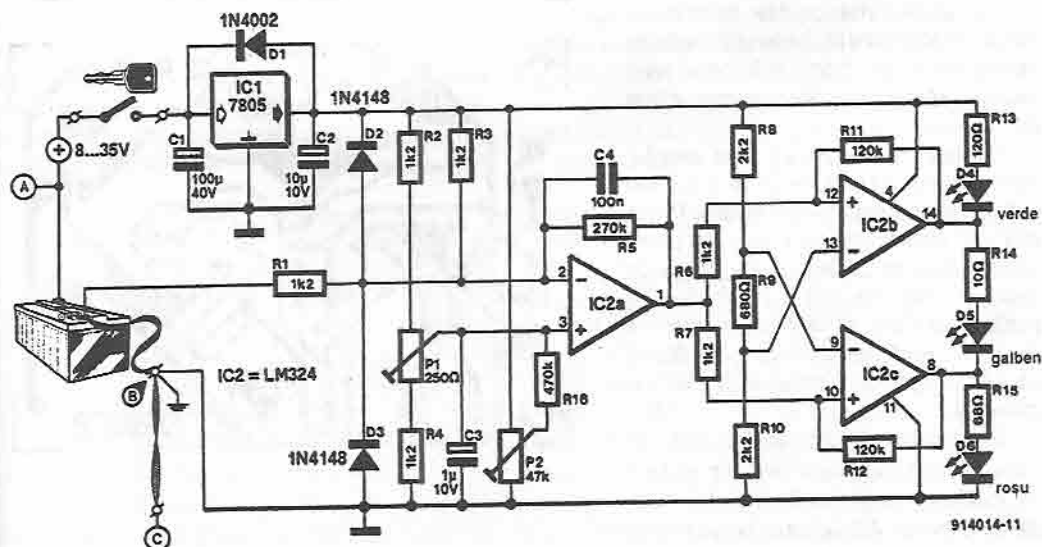 1N4002
D1
IC1
7805
8...35V
A
C1
100μ
40V
C2
10μ
10V
1N4148
D2
R2
1k2
R3
1k2
R1
1k2
C4
100n
270k
R5
2
3
1
IC2a
P1
250Ω
R4
1k2
470k
R16
C3
1μ
10V
P2
47k
D3
1N4148
IC2 = LM324
B
C
R6
1k2
R7
1k2
R8
2k2
R9
680Ω
R10
2k2
R11
120k
12
13
4
14
IC2b
9
10
11
8
IC2c
120k
R12
R13
120Ω
D4
verde
R14
10Ω
D5
galben
R15
68Ω
D6
roșu
914014-11